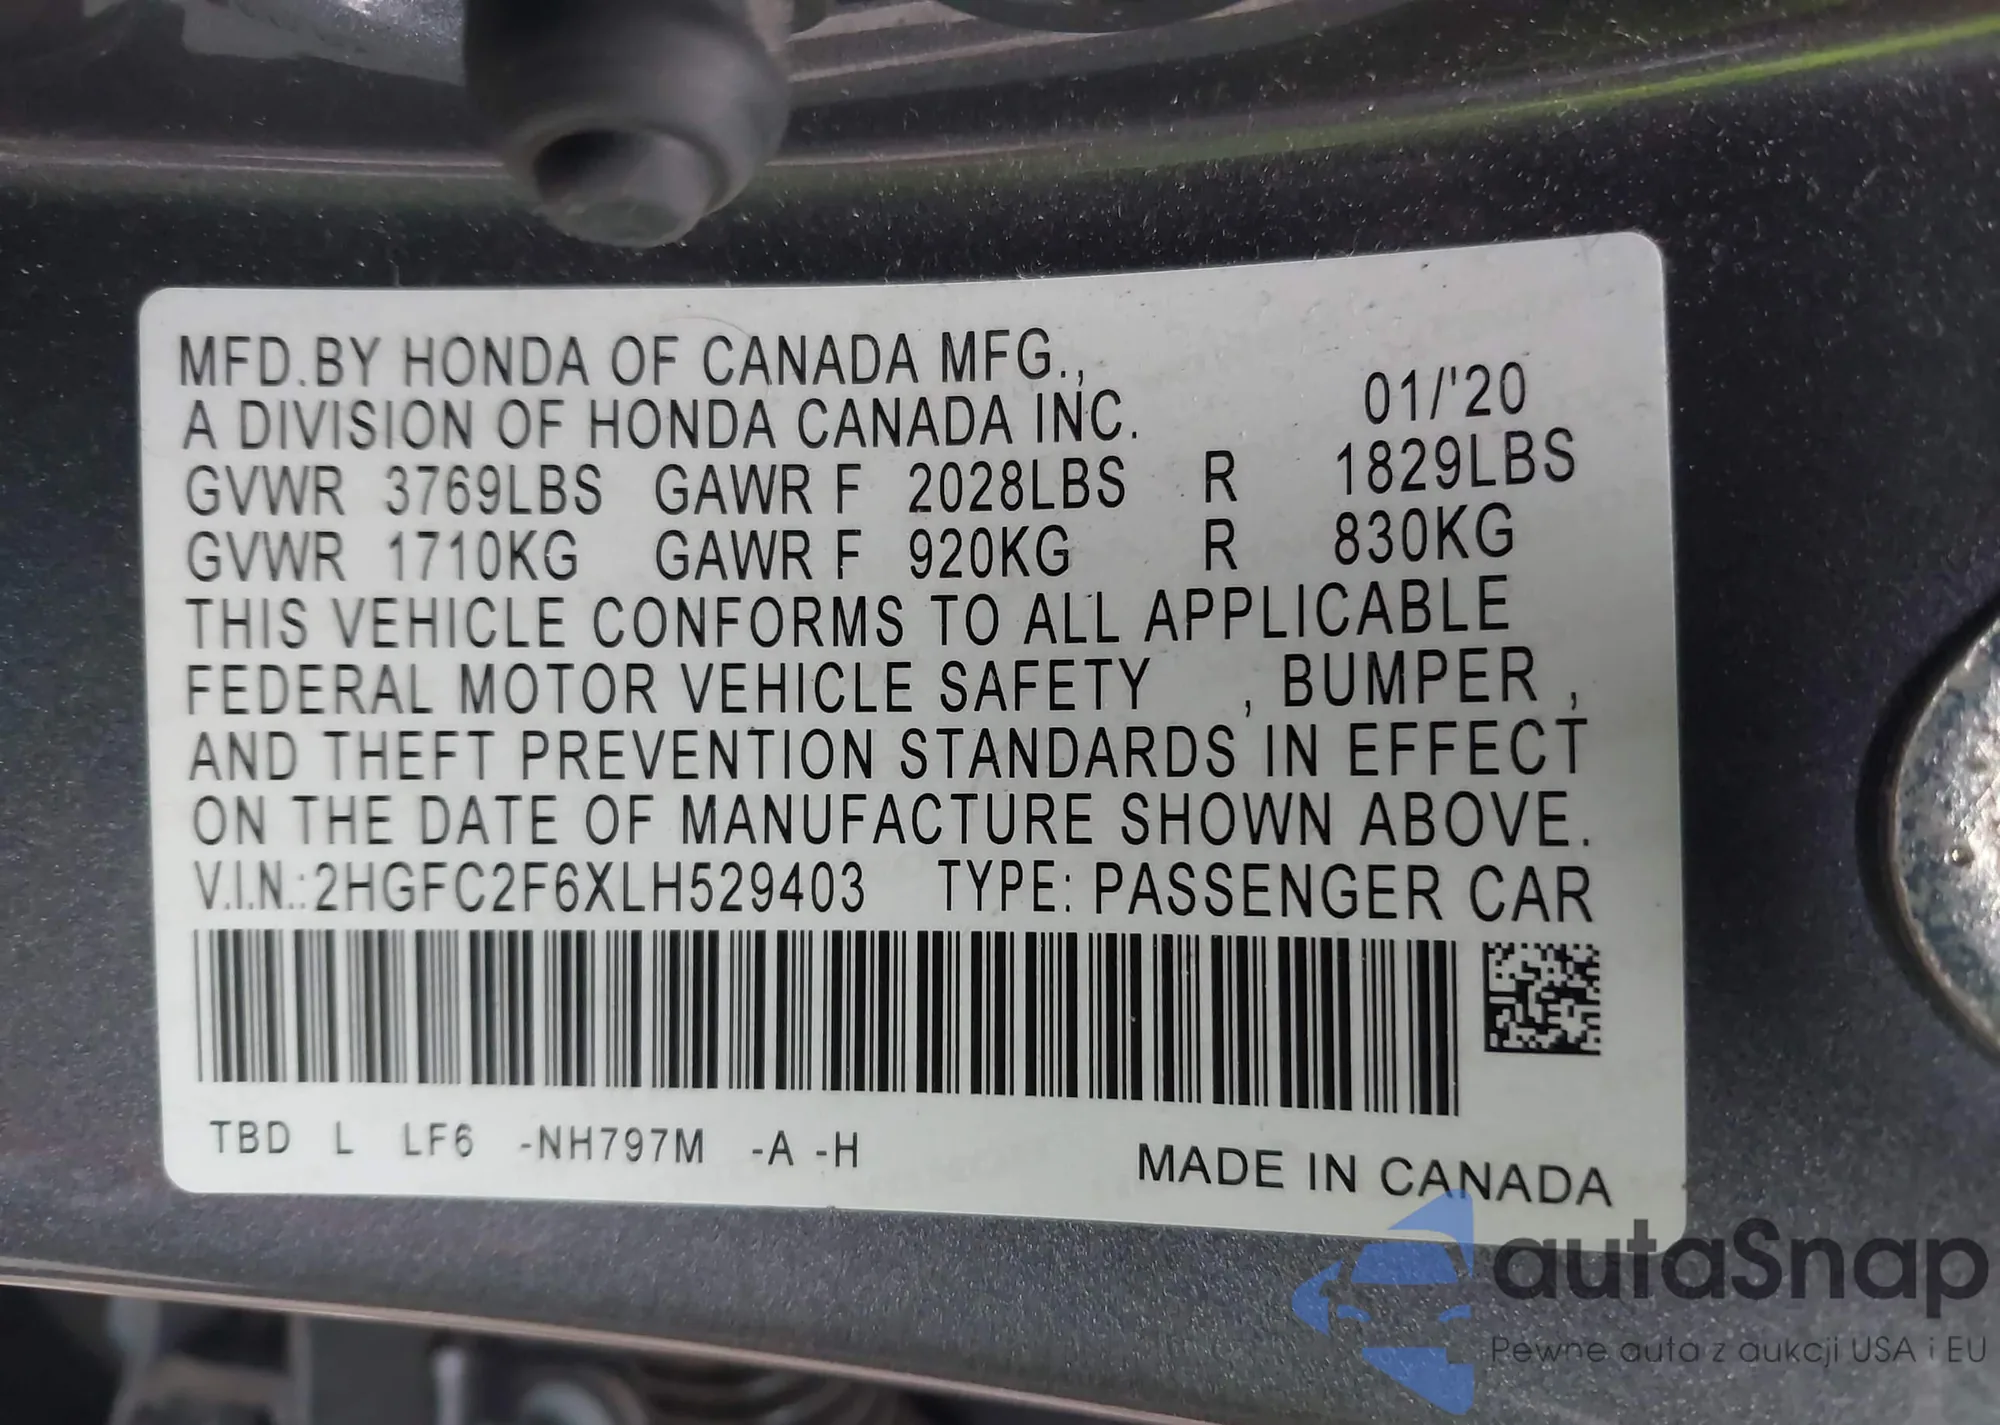 MFD.BY HONDA OF CANADA MFG.,
A DIVISION OF HONDA CANADA INC. 01/'20
GVWR 3769LBS GAWR F 2028LBS R 1829LBS
GVWR 1710KG GAWR F 920KG R 830KG
THIS VEHICLE CONFORMS TO ALL APPLICABLE
FEDERAL MOTOR VEHICLE SAFETY , BUMPER ,
AND THEFT PREVENTION STANDARDS IN EFFECT
ON THE DATE OF MANUFACTURE SHOWN ABOVE.
V.I.N.:2HGFC2F6XLH529403 TYPE: PASSENGER CAR
TBD L LF6 -NH797M -A -H
MADE IN CANADA
autaSnap
Pewne auta z aukcji USA i EU